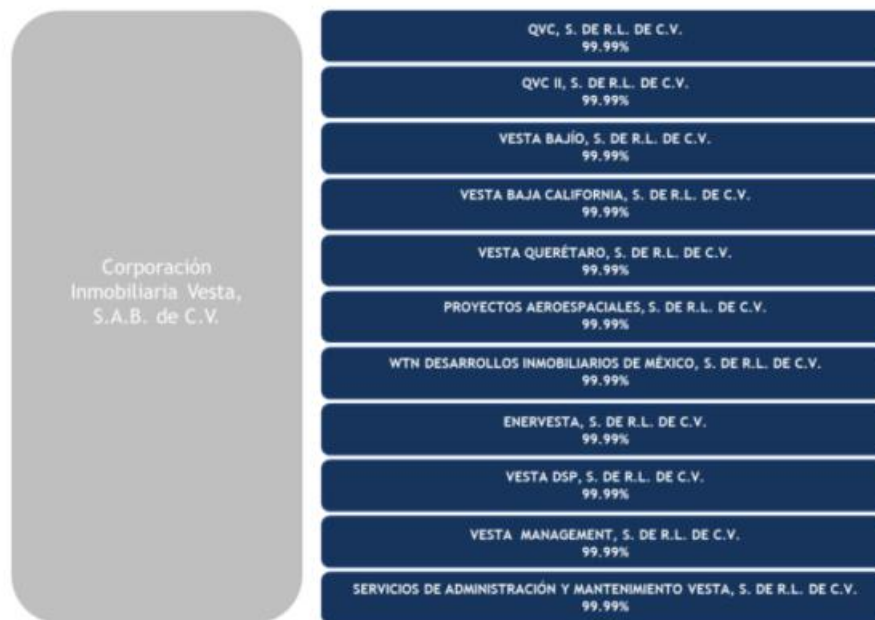 Corporación
Inmobiliaria Vesta,
S.A.B. de C.V.
QVC, S. DE R.L. DE C.V.
99.99%
QVC II, S. DE R.L. DE C.V.
99.99%
VESTA BAJÍO, S. DE R.L. DE C.V.
99.99%
VESTA BAJA CALIFORNIA, S. DE R.L. DE C.V.
99.99%
VESTA QUERÉTARO, S. DE R.L. DE C.V.
99.99%
PROYECTOS AEROESPACIALES, S. DE R.L. DE C.V.
99.99%
WTN DESARROLLOS INMOBILIARIOS DE MÉXICO, S. DE R.L. DE C.V.
99.99%
ENERVESTA, S. DE R.L. DE C.V.
99.99%
VESTA DSP, S. DE R.L. DE C.V.
99.99%
VESTA MANAGEMENT, S. DE R.L. DE C.V.
99.99%
SERVICIOS DE ADMINISTRACIÓN Y MANTENIMIENTO VESTA, S. DE R.L. DE C.V.
99.99%